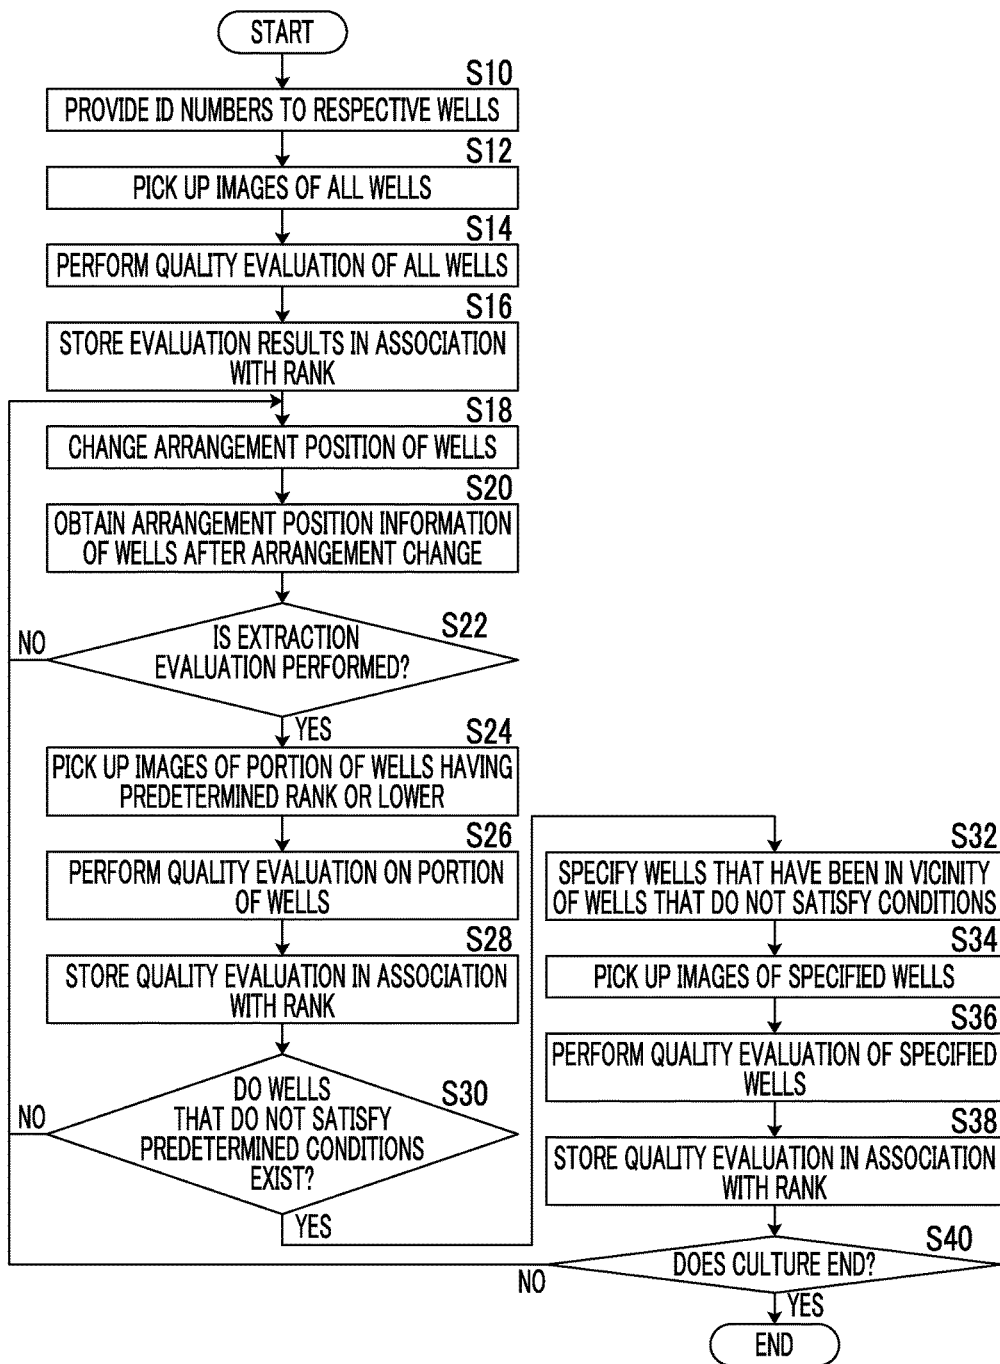 START
S10
PROVIDE ID NUMBERS TO RESPECTIVE WELLS
S12
PICK UP IMAGES OF ALL WELLS
S14
PERFORM QUALITY EVALUATION OF ALL WELLS
S16
STORE EVALUATION RESULTS IN ASSOCIATION
WITH RANK
S18
CHANGE ARRANGEMENT POSITION OF WELLS
S20
OBTAIN ARRANGEMENT POSITION INFORMATION
OF WELLS AFTER ARRANGEMENT CHANGE
S22
IS EXTRACTION
EVALUATION PERFORMED?
NO
YES
S24
PICK UP IMAGES OF PORTION OF WELLS HAVING
PREDETERMINED RANK OR LOWER
S26
PERFORM QUALITY EVALUATION ON PORTION
OF WELLS
S28
STORE QUALITY EVALUATION IN ASSOCIATION
WITH RANK
S30
DO WELLS
THAT DO NOT SATISFY
PREDETERMINED CONDITIONS
EXIST?
NO
YES
S32
SPECIFY WELLS THAT HAVE BEEN IN VICINITY
OF WELLS THAT DO NOT SATISFY CONDITIONS
S34
PICK UP IMAGES OF SPECIFIED WELLS
S36
PERFORM QUALITY EVALUATION OF SPECIFIED
WELLS
S38
STORE QUALITY EVALUATION IN ASSOCIATION
WITH RANK
S40
DOES CULTURE END?
NO
YES
END